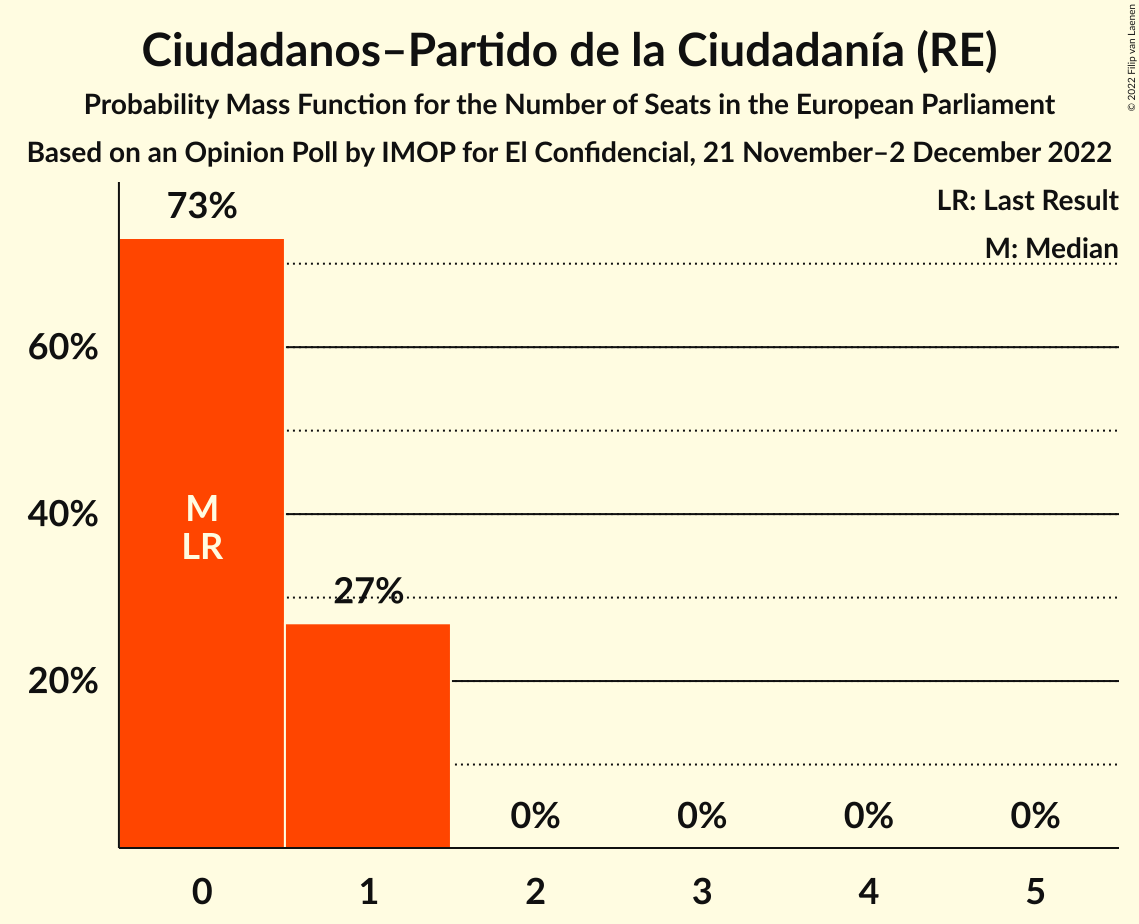 Ciudadanos–Partido de la Ciudadanía (RE)
Probability Mass Function for the Number of Seats in the European Parliament
Based on an Opinion Poll by IMOP for El Confidencial, 21 November–2 December 2022
© 2022 Filip van Laenen
LR: Last Result
M: Median
73%
60%
40%
20%
M
LR
27%
0% 0% 0% 0%
0 1 2 3 4 5